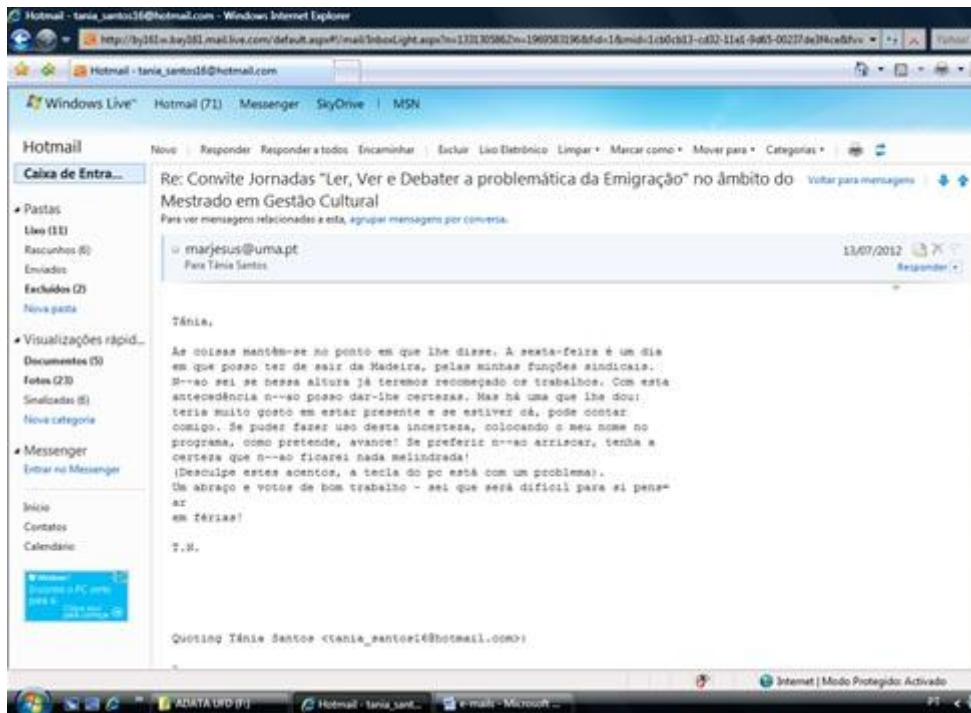 Hotmail - tania_santos16@hotmail.com - Windows Internet Explorer
Hotmail - tania_santos16@hotmail.com
Windows Live™ Hotmail (71) Messenger SkyDrive | MSN
Hotmail
Novo Responder Responder a todos Encaminhar Excluir Lixo Eletrônico Limpar Marcar como Mover para Categorias
Caixa de Entra...
Re: Convite Jornadas "Ler, Ver e Debater a problemática da Emigração" no âmbito do Mestrado em Gestão Cultural
Voltar para mensagens
Para ver mensagens relacionadas a esta, agrupar mensagens por conversa.
Pastas
Lixo (11)
Rascunhos (6)
Enviados
Excluídos (2)
Nova pasta
Visualizações rápid...
Documentos (5)
Fotos (23)
Sinalizadas (6)
Nova categoria
Messenger
Entrar no Messenger
Início
Contatos
Calendário
marjesus@uma.pt
13/07/2012
Para Tânia Santos
Responder
Tânia,
As coisas mantêm-se no ponto em que lhe disse. A sexta-feira é um dia
em que posso ter de sair da Madeira, pelas minhas funções sindicais.
N--ao sei se nessa altura já teremos recomeçado os trabalhos. Com esta
antecedência n--ao posso dar-lhe certezas. Mas há uma que lhe dou:
teria muito gosto em estar presente e se estiver cá, pode contar
comigo. Se puder fazer uso desta incerteza, colocando o meu nome no
programa, como pretende, avance! Se preferir n--ao arriscar, tenha a
certeza que n--ao ficarei nada melindrada!
(Desculpe estes acentos, a tecla do pc está com um problema).
Um abraço e votos de bom trabalho - sei que será difícil para si pens=
ar
em férias!
Quoting Tânia Santos <tania_santos16@hotmail.com>:
Internet | Modo Protegido: Activado
ADATA UFD (F:)
Hotmail - tania_sant...
e-mails - Microsoft ...
PT